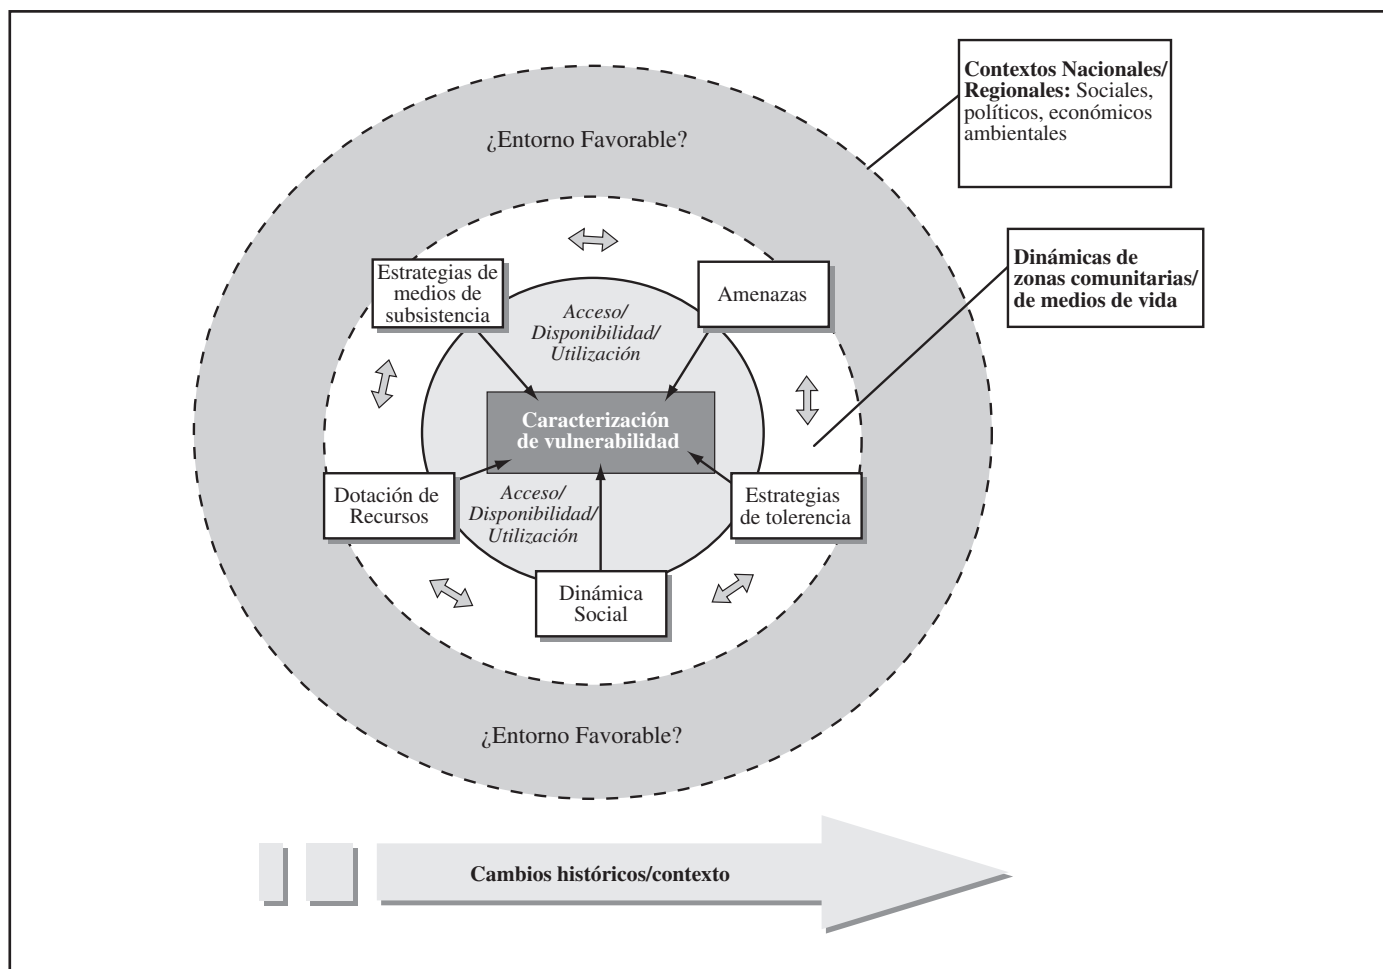 Contextos Nacionales/
Regionales: Sociales,
políticos, económicos
ambientales
¿Entorno Favorable?
Dinámicas de
zonas comunitarias/
de medios de vida
Estrategias de
medios de
subsistencia
Amenazas
Acceso/
Disponibilidad/
Utilización
Caracterización
de vulnerabilidad
Dotación de
Recursos
Acceso/
Disponibilidad/
Utilización
Estrategias
de tolerencia
Dinámica
Social
¿Entorno Favorable?
Cambios históricos/contexto